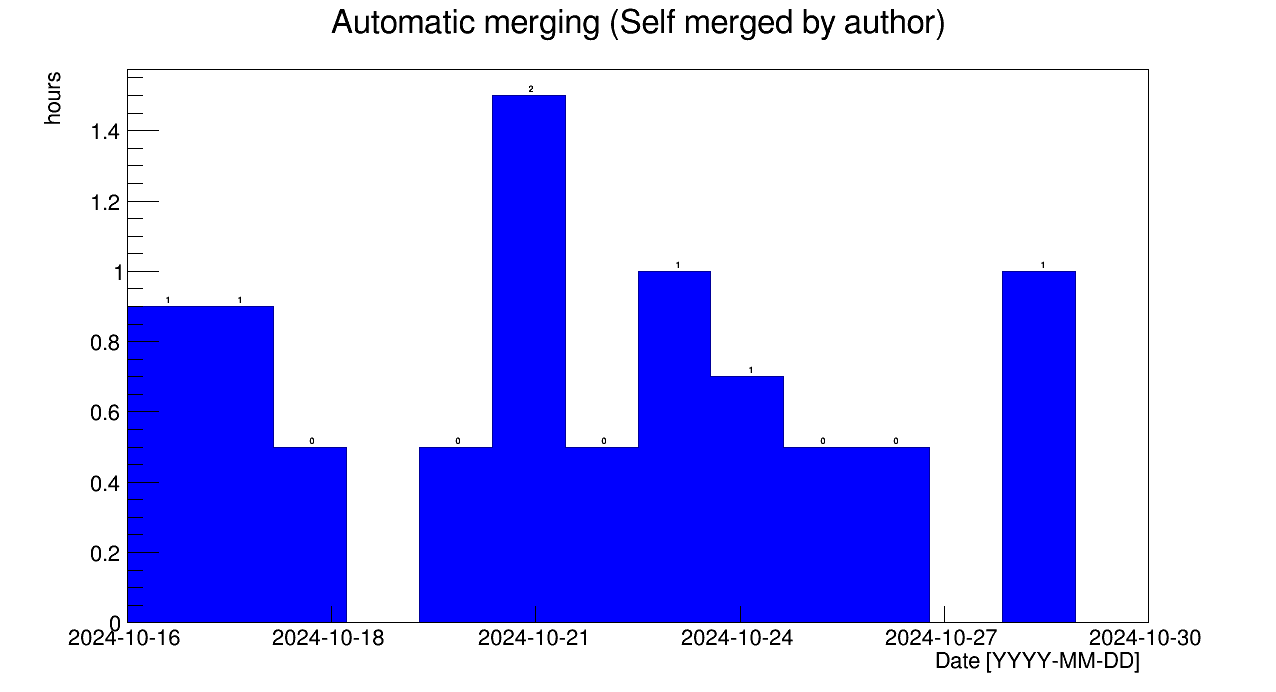 Automatic merging (Self merged by author)
hours
2
1.4
1.2
1
1
1
1 1
0.8
1
0.6
0 0 0 0 0
0.4
0.2
0
2024-10-16 2024-10-18 2024-10-21 2024-10-24 2024-10-27 2024-10-30
Date [YYYY-MM-DD]